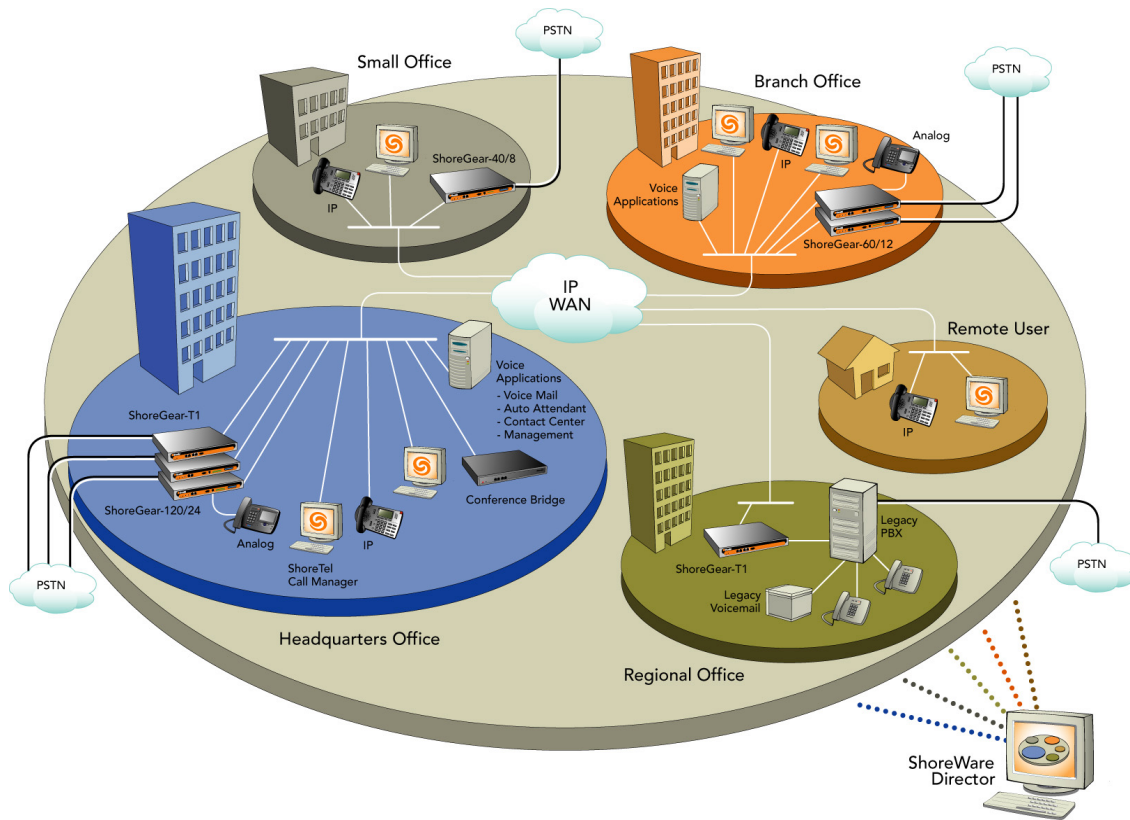 Small Office
PSTN
ShoreGear-40/8
IP
Branch Office
PSTN
Analog
IP
Voice
Applications
ShoreGear-60/12
IP
WAN
Remote User
IP
Voice
Applications
- Voice Mail
- Auto Attendant
- Contact Center
- Management
ShoreGear-T1
ShoreGear-120/24
Conference Bridge
Analog
IP
ShoreTel
Call Manager
PSTN
Headquarters Office
Legacy
PBX
ShoreGear-T1
Legacy
Voicemail
PSTN
Regional Office
ShoreWare
Director